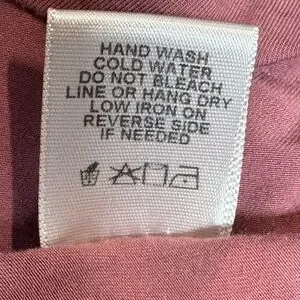 HAND WASH
COLD WATER
DO NOT BLEACH
LINE OR HANG DRY
LOW IRON ON
REVERSE SIDE
IF NEEDED